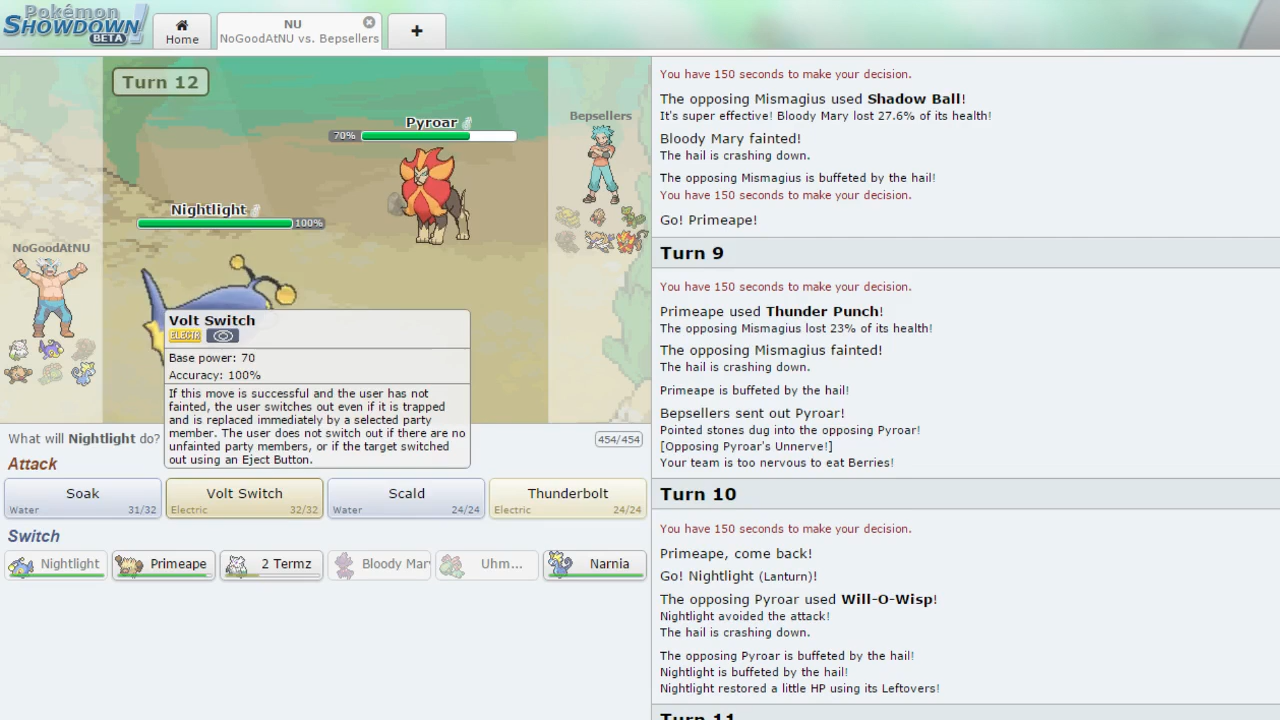 Pokémon
SHOWDOWN!
BETA
Home
NU
NoGoodAtNU vs. Bepsellers
+
Turn 12
Pyroar
70%
Nightlight
100%
NoGoodAtNU
Bepsellers
Volt Switch
ELECTR
Base power: 70
Accuracy: 100%
If this move is successful and the user has not
fainted, the user switches out even if it is trapped
and is replaced immediately by a selected party
member. The user does not switch out if there are no
unfainted party members, or if the target switched
out using an Eject Button.
What will Nightlight do?
454/454
Attack
Soak
Water 31/32
Volt Switch
Electric 32/32
Scald
Water 24/24
Thunderbolt
Electric 24/24
Switch
Nightlight
Primeape
2 Termz
Bloody Mary
Uhm...
Narnia
You have 150 seconds to make your decision.
The opposing Mismagius used Shadow Ball!
It's super effective! Bloody Mary lost 27.6% of its health!
Bloody Mary fainted!
The hail is crashing down.
The opposing Mismagius is buffeted by the hail!
You have 150 seconds to make your decision.
Go! Primeape!
Turn 9
You have 150 seconds to make your decision.
Primeape used Thunder Punch!
The opposing Mismagius lost 23% of its health!
The opposing Mismagius fainted!
The hail is crashing down.
Primeape is buffeted by the hail!
Bepsellers sent out Pyroar!
Pointed stones dug into the opposing Pyroar!
[Opposing Pyroar's Unnerve!]
Your team is too nervous to eat Berries!
Turn 10
You have 150 seconds to make your decision.
Primeape, come back!
Go! Nightlight (Lanturn)!
The opposing Pyroar used Will-O-Wisp!
Nightlight avoided the attack!
The hail is crashing down.
The opposing Pyroar is buffeted by the hail!
Nightlight is buffeted by the hail!
Nightlight restored a little HP using its Leftovers!
Turn 11